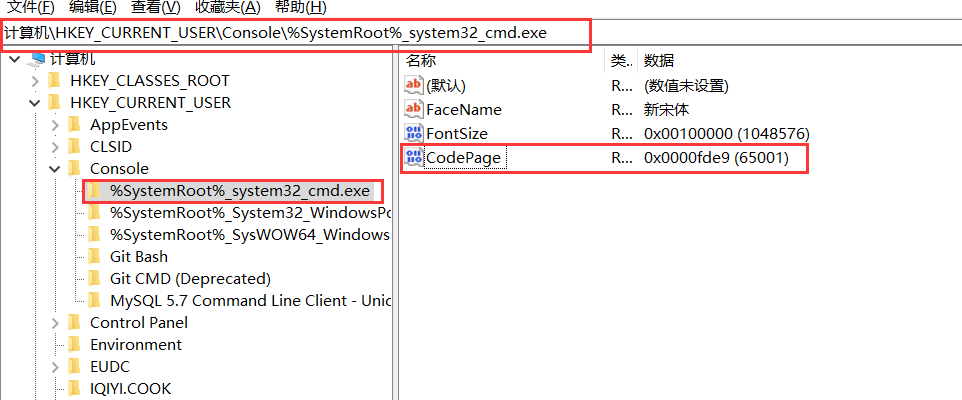 文件(F) 编辑(E) 查看(V) 收藏夹(A) 帮助(H)
计算机\HKEY_CURRENT_USER\Console\%SystemRoot%_system32_cmd.exe
计算机
HKEY_CLASSES_ROOT
HKEY_CURRENT_USER
AppEvents
CLSID
Console
%SystemRoot%_system32_cmd.exe
%SystemRoot%_System32_WindowsPo
%SystemRoot%_SysWOW64_Windows
Git Bash
Git CMD (Deprecated)
MySQL 5.7 Command Line Client - Unic
Control Panel
Environment
EUDC
IQIYI.COOK
名称 类.. 数据
(默认) R... (数值未设置)
FaceName R... 新宋体
FontSize R... 0x00100000 (1048576)
CodePage R... 0x0000fde9 (65001)